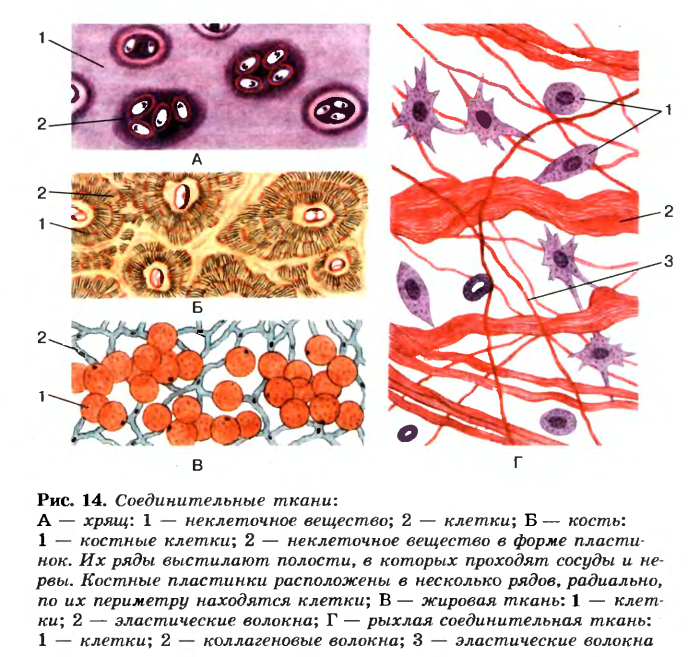 1
2
А
2
1
Б
2
1
В
1
2
3
Г
Рис. 14. Соединительные ткани:
А — хрящ: 1 — неклеточное вещество; 2 — клетки; Б — кость:
1 — костные клетки; 2 — неклеточное вещество в форме пласти-
нок. Их ряды выстилают полости, в которых проходят сосуды и не-
рвы. Костные пластинки расположены в несколько рядов, радиально,
по их периметру находятся клетки; В — жировая ткань: 1 — клет-
ки; 2 — эластические волокна; Г — рыхлая соединительная ткань:
1 — клетки; 2 — коллагеновые волокна; 3 — эластические волокна